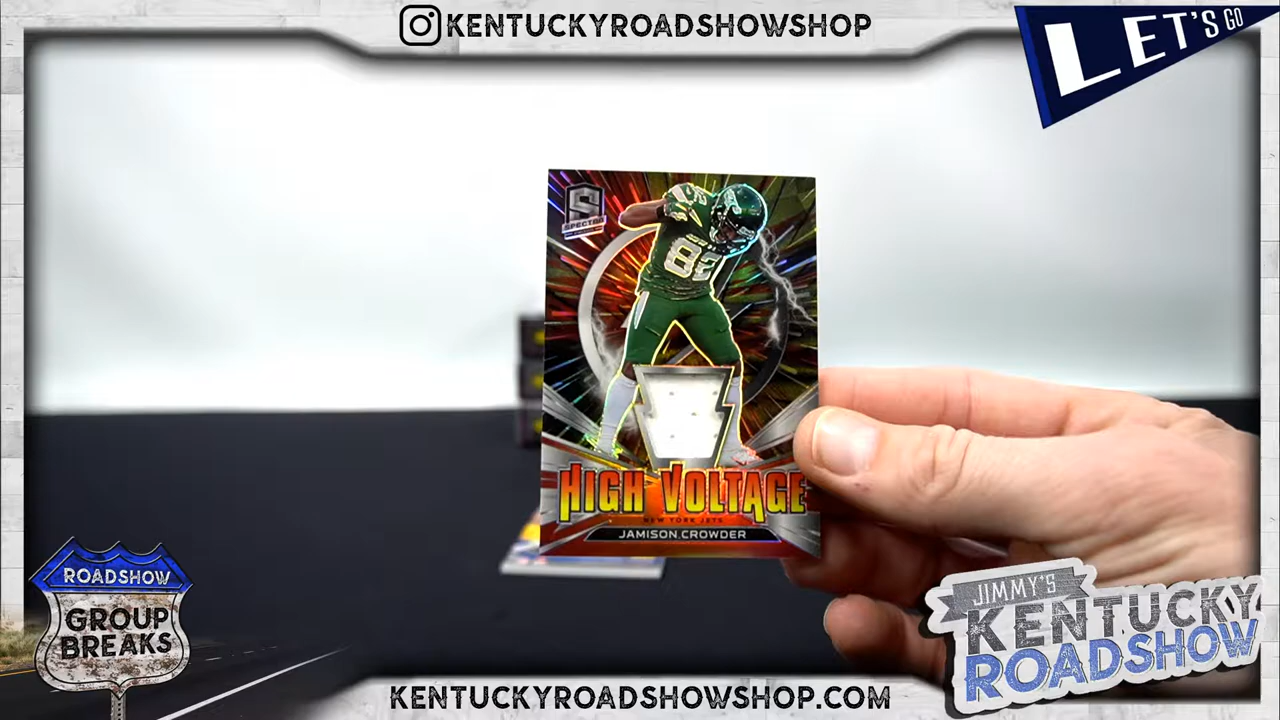 KENTUCKYROADSHOWSHOP
LET'S GO
SPECTRA
82
HIGH VOLTAGE
NEW YORK JETS
JAMISON CROWDER
ROADSHOW
GROUP
BREAKS
JIMMY'S
KENTUCKY
ROADSHOW
KENTUCKYROADSHOWSHOP.COM